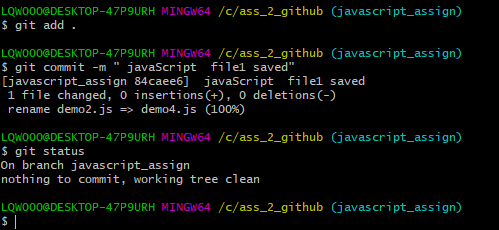 LQWOOO@DESKTOP-47P9URH MINGW64 /c/ass_2_github (javascript_assign)
$ git add .
LQWOOO@DESKTOP-47P9URH MINGW64 /c/ass_2_github (javascript_assign)
$ git commit -m " javaScript  file1 saved"
[javascript_assign 84caee6]  javaScript  file1 saved
 1 file changed, 0 insertions(+), 0 deletions(-)
 rename demo2.js => demo4.js (100%)
LQWOOO@DESKTOP-47P9URH MINGW64 /c/ass_2_github (javascript_assign)
$ git status
On branch javascript_assign
nothing to commit, working tree clean
LQWOOO@DESKTOP-47P9URH MINGW64 /c/ass_2_github (javascript_assign)
$